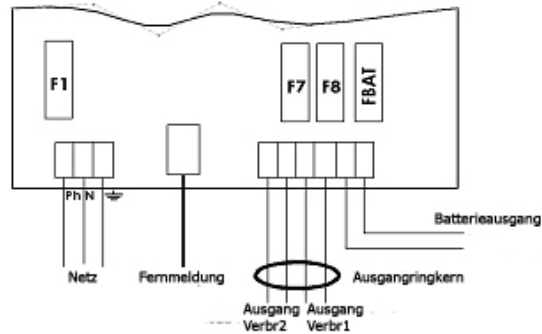 F1
F7
F8
FBAT
Ph N
Batterieausgang
Netz
Fernmeldung
Ausgangringkern
Ausgang Ausgang
Verbr2 Verbr1